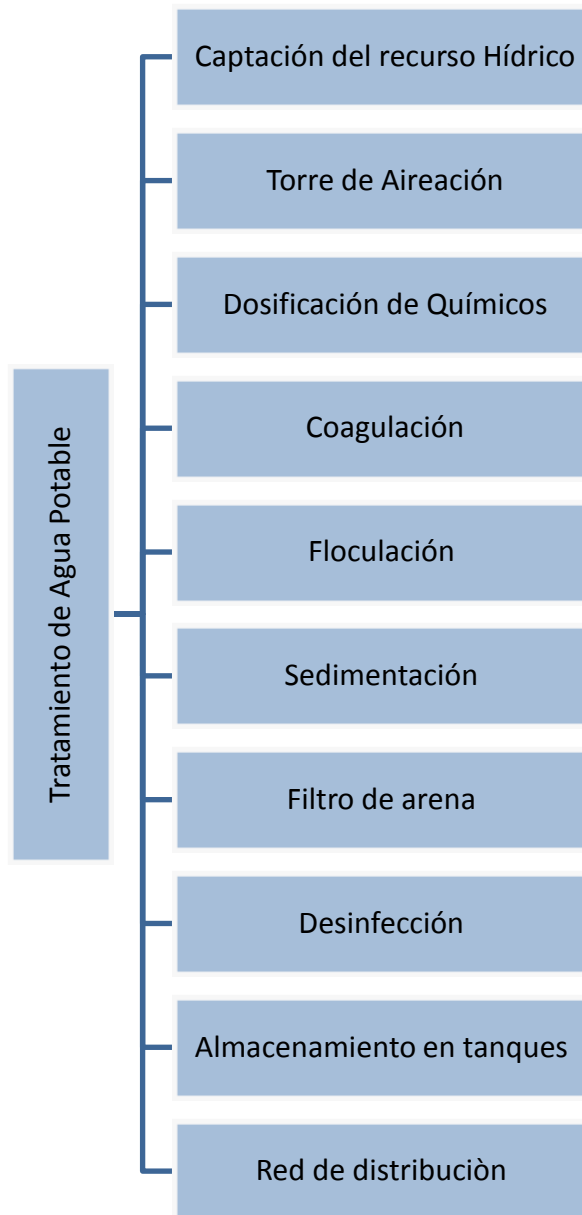 Tratamiento de Agua Potable
Captación del recurso Hídrico
Torre de Aireación
Dosificación de Químicos
Coagulación
Floculación
Sedimentación
Filtro de arena
Desinfección
Almacenamiento en tanques
Red de distribuciòn